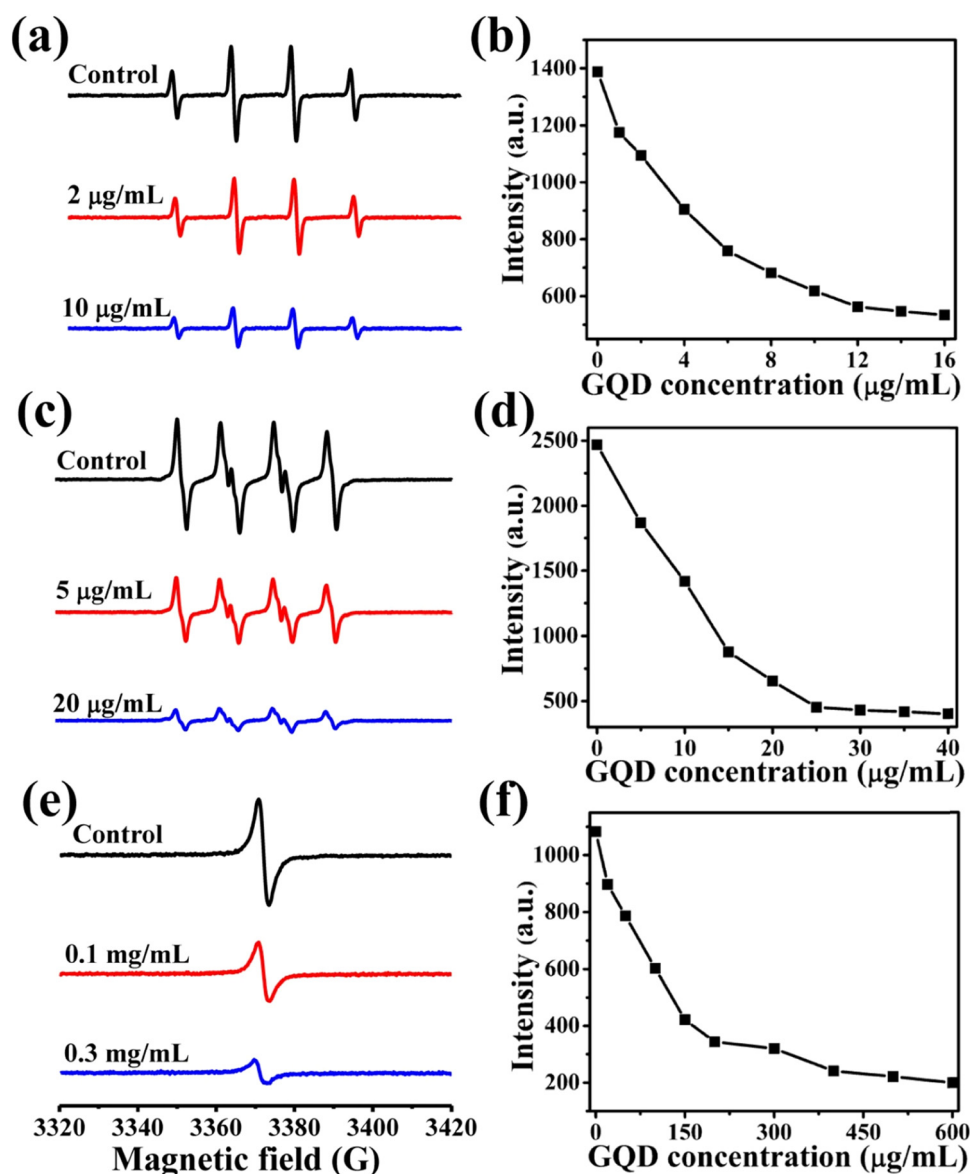 (a)
Control
2 μg/mL
10 μg/mL
(b)
Intensity (a.u.)
1400
1200
1000
800
600
0 4 8 12 16
GQD concentration (μg/mL)
(c)
Control
5 μg/mL
20 μg/mL
(d)
Intensity (a.u.)
2500
2000
1500
1000
500
0 10 20 30 40
GQD concentration (μg/mL)
(e)
Control
0.1 mg/mL
0.3 mg/mL
3320 3340 3360 3380 3400 3420
Magnetic field (G)
(f)
Intensity (a.u.)
1000
800
600
400
200
0 150 300 450 600
GQD concentration (μg/mL)